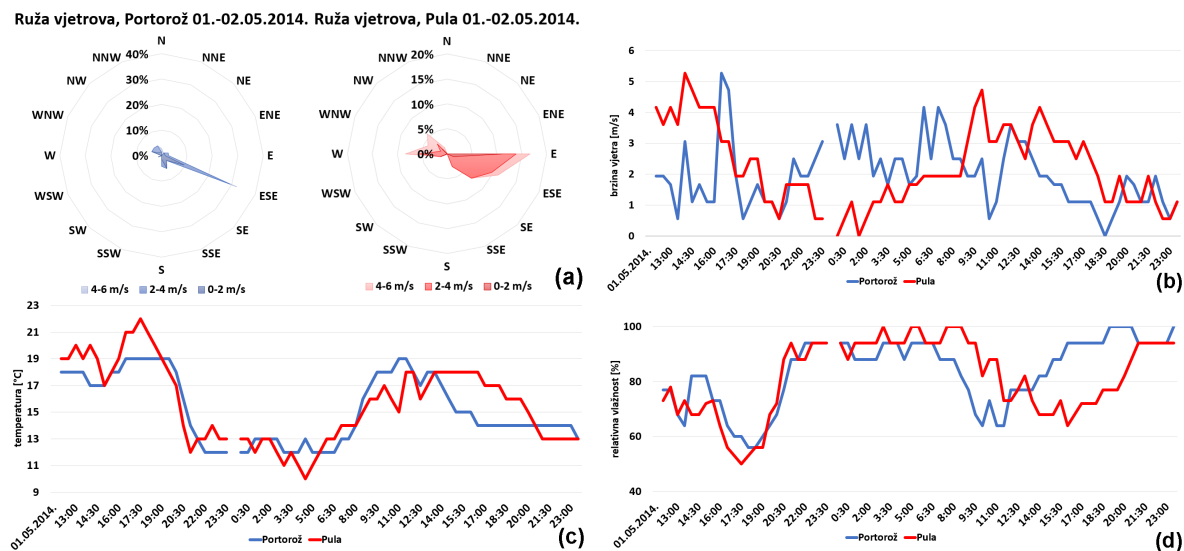 Ruža vjetrova, Portorož 01.-02.05.2014. Ruža vjetrova, Pula 01.-02.05.2014.
N
NNE
NE
ENE
E
ESE
SE
SSE
S
SSW
SW
WSW
W
WNW
NW
NNW
40%
30%
20%
10%
0%
4-6 m/s 2-4 m/s 0-2 m/s
N
NNE
NE
ENE
E
ESE
SE
SSE
S
SSW
SW
WSW
W
WNW
NW
NNW
20%
15%
10%
5%
0%
4-6 m/s 2-4 m/s 0-2 m/s
(a)
brzina vjetra [m/s]
6
5
4
3
2
1
0
01.05.2014. 13:00 14:30 16:00 17:30 19:00 20:30 22:00 23:30 0:30 2:00 3:30 5:00 6:30 8:00 9:30 11:00 12:30 14:00 15:30 17:00 18:30 20:00 21:30 23:00
Portorož Pula
(b)
temperatura [°C]
23
21
19
17
15
13
11
9
01.05.2014. 13:00 14:30 16:00 17:30 19:00 20:30 22:00 23:30 0:30 2:00 3:30 5:00 6:30 8:00 9:30 11:00 12:30 14:00 15:30 17:00 18:30 20:00 21:30 23:00
Portorož Pula
(c)
relativna vlažnost [%]
100
80
60
40
01.05.2014. 13:00 14:30 16:00 17:30 19:00 20:30 22:00 23:30 0:30 2:00 3:30 5:00 6:30 8:00 9:30 11:00 12:30 14:00 15:30 17:00 18:30 20:00 21:30 23:00
Portorož Pula
(d)